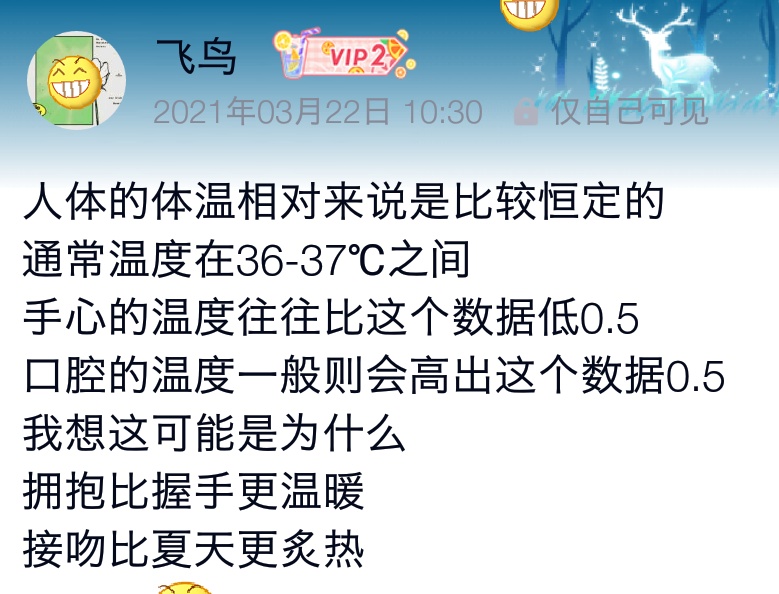 飞鸟
VIP 2
2021年03月22日 10:30 仅自己可见
人体的体温相对来说是比较恒定的
通常温度在36-37℃之间
手心的温度往往比这个数据低0.5
口腔的温度一般则会高出这个数据0.5
我想这可能是为什么
拥抱比握手更温暖
接吻比夏天更炙热